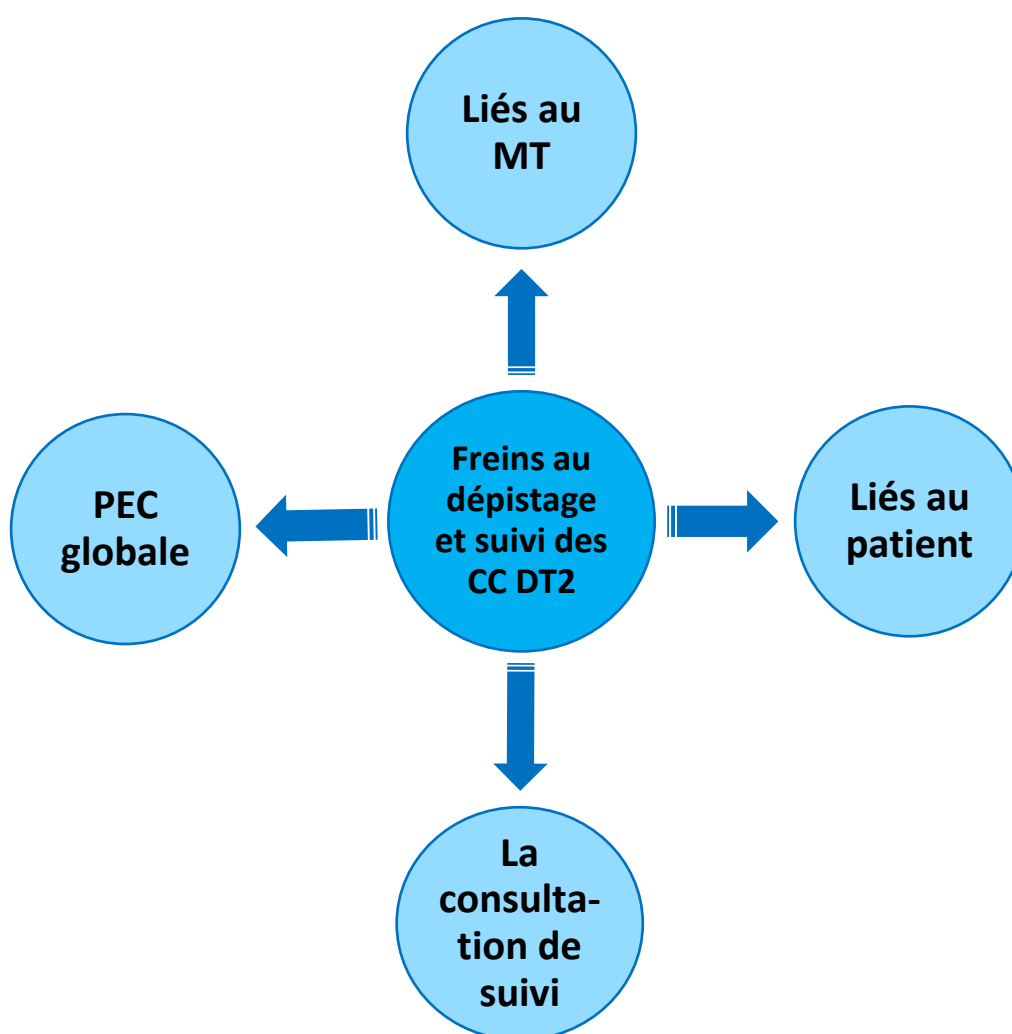 Liés au
MT
PEC
globale
Freins au
dépistage
et suivi des
CC DT2
Liés au
patient
La
consulta-
tion de
suivi